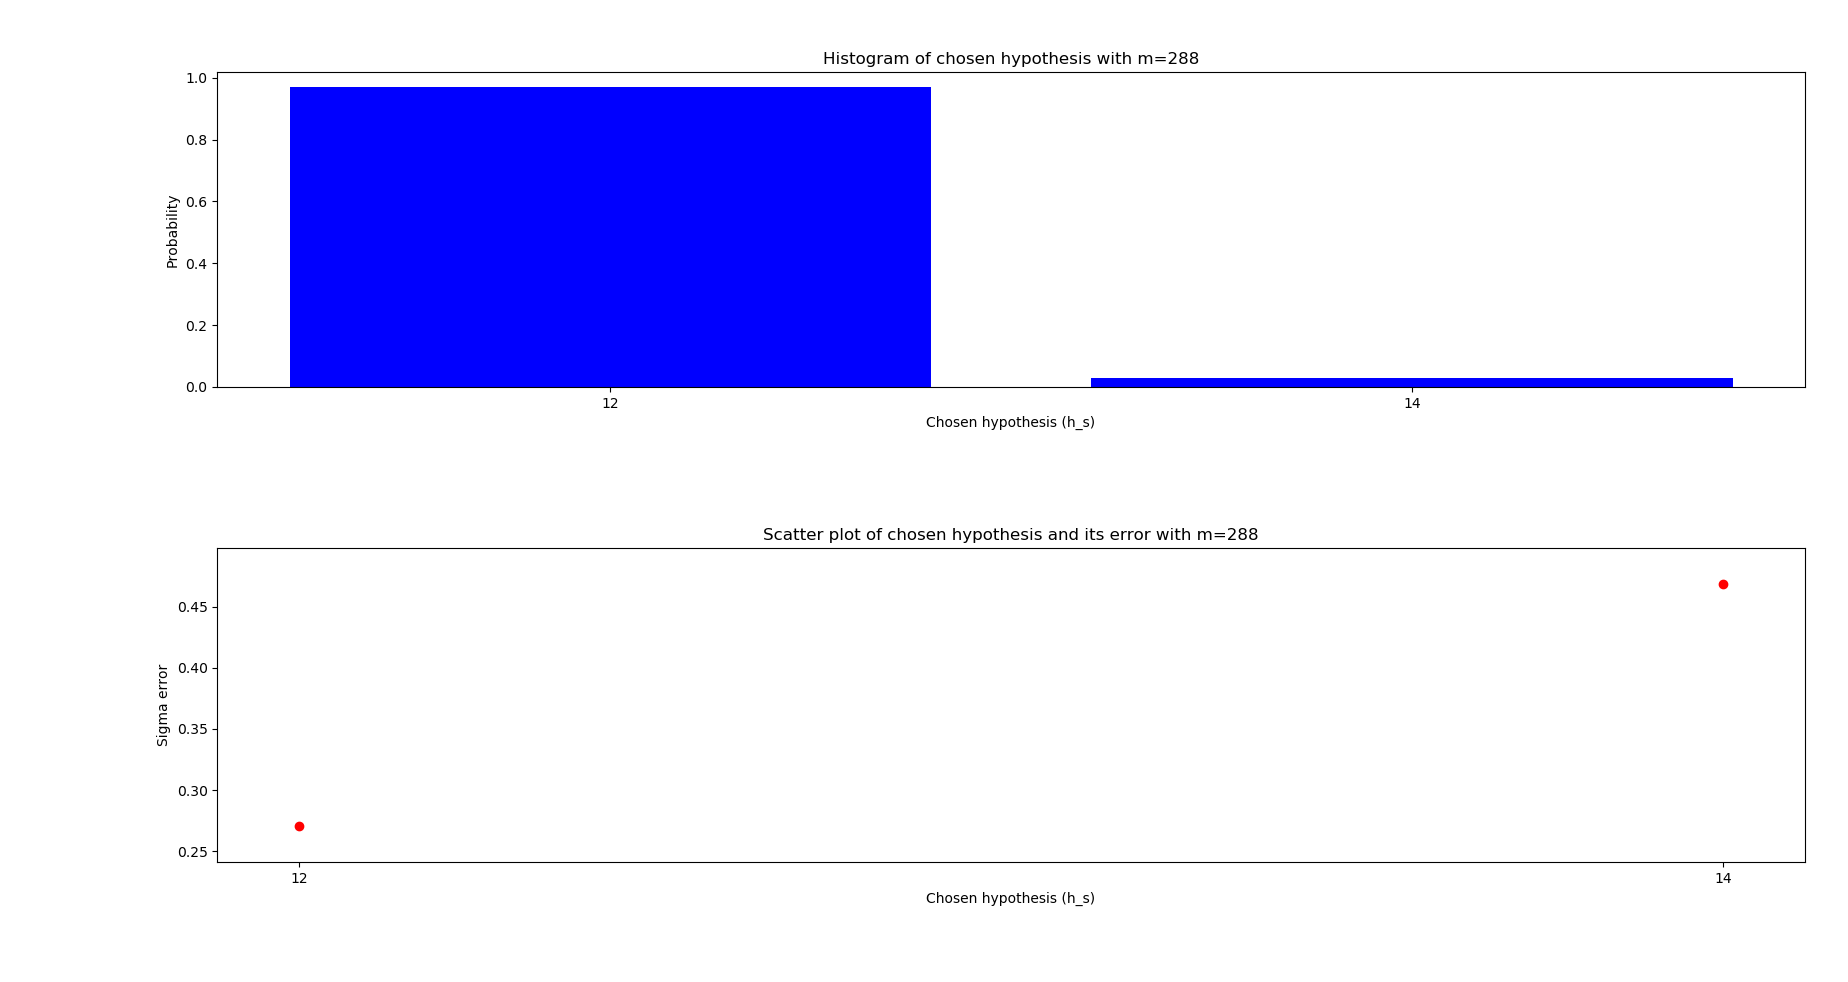 Histogram of chosen hypothesis with m=288
1.0
0.8
0.6
0.4
0.2
0.0
Probability
12
14
Chosen hypothesis (h_s)
Scatter plot of chosen hypothesis and its error with m=288
0.45
0.40
0.35
0.30
0.25
Sigma error
12
14
Chosen hypothesis (h_s)